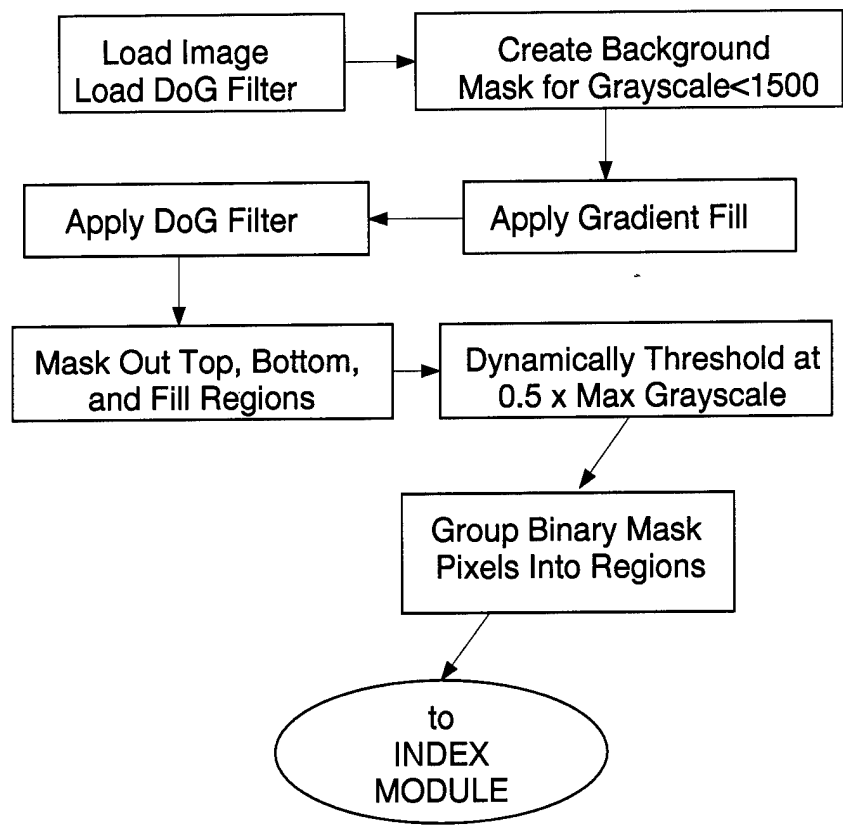 Load Image
Load DoG Filter
Create Background
Mask for Grayscale<1500
Apply Gradient Fill
Apply DoG Filter
Mask Out Top, Bottom,
and Fill Regions
Dynamically Threshold at
0.5 x Max Grayscale
Group Binary Mask
Pixels Into Regions
to
INDEX
MODULE